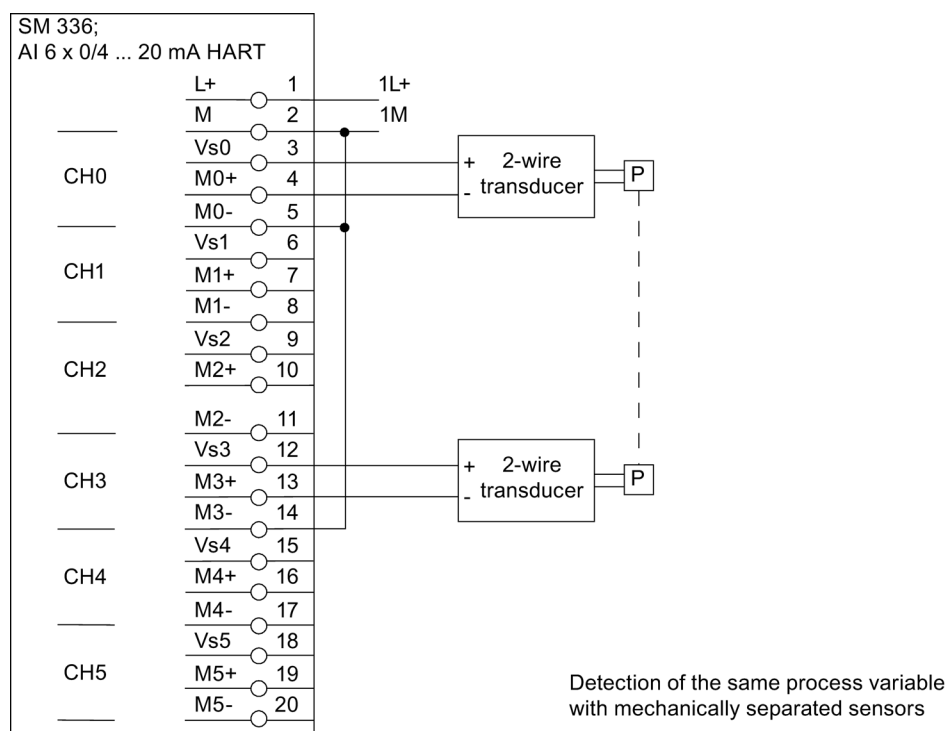 SM 336;
AI 6 x 0/4 ... 20 mA HART
L+ 1 1L+
M 2 1M
Vs0 3
CH0 M0+ 4
M0- 5
+ 2-wire
- transducer
P
Vs1 6
CH1 M1+ 7
M1- 8
Vs2 9
CH2 M2+ 10
M2- 11
Vs3 12
CH3 M3+ 13
M3- 14
+ 2-wire
- transducer
P
Vs4 15
CH4 M4+ 16
M4- 17
Vs5 18
CH5 M5+ 19
M5- 20
Detection of the same process variable
with mechanically separated sensors